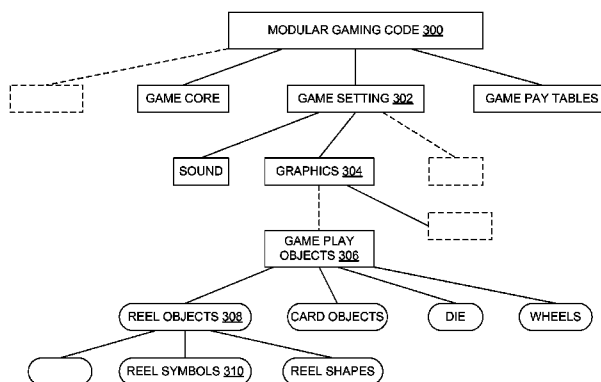 MODULAR GAMING CODE 300
GAME CORE
GAME SETTING 302
GAME PAY TABLES
SOUND
GRAPHICS 304
GAME PLAY
OBJECTS 306
REEL OBJECTS 308
CARD OBJECTS
DIE
WHEELS
REEL SYMBOLS 310
REEL SHAPES